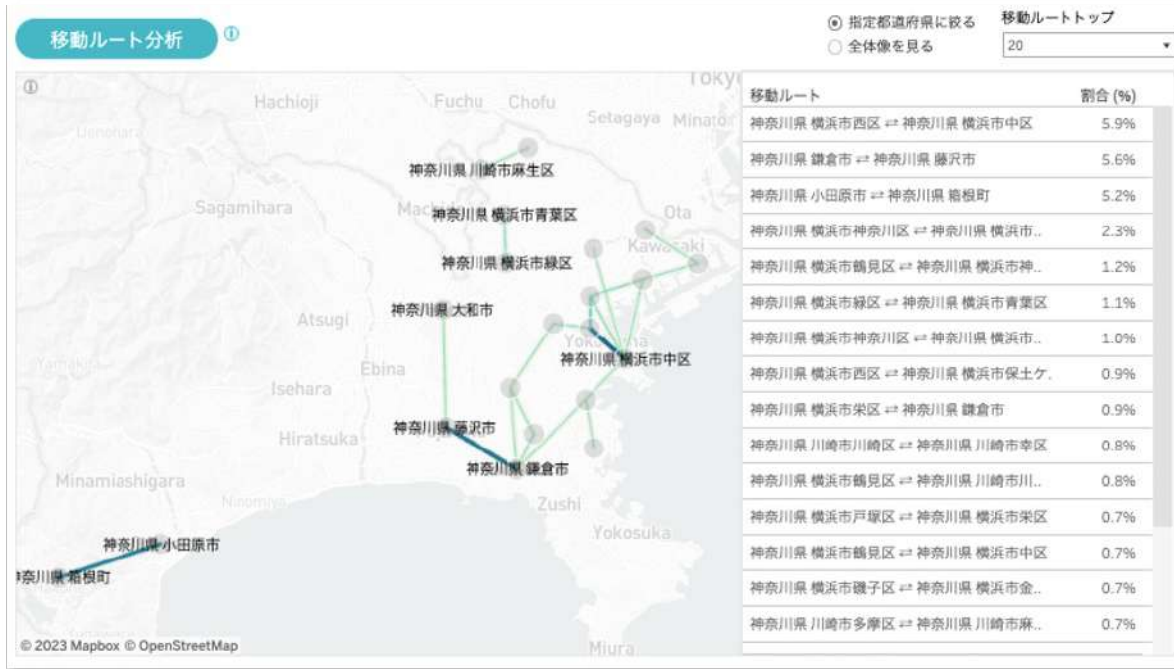 移動ルート分析
指定都道府県に絞る
全体像を見る
移動ルートトップ
20
Hachioji
Fuchu
Chofu
Setagaya
Minato
Uenohara
神奈川県 川崎市麻生区
Sagamihara
神奈川県 横浜市青葉区
Ota
Kawasaki
神奈川県 横浜市緑区
神奈川県 大和市
Atsugi
Ebina
神奈川県 横浜市中区
Isehara
神奈川県 藤沢市
Hiratsuka
神奈川県 鎌倉市
Minamiashigara
Ninomiya
Zushi
Yokosuka
神奈川県 小田原市
箱根町
Miura
© 2023 Mapbox © OpenStreetMap
移動ルート 割合 (%)
神奈川県 横浜市西区 ⇄ 神奈川県 横浜市中区 5.9%
神奈川県 鎌倉市 ⇄ 神奈川県 藤沢市 5.6%
神奈川県 小田原市 ⇄ 神奈川県 箱根町 5.2%
神奈川県 横浜市神奈川区 ⇄ 神奈川県 横浜市.. 2.3%
神奈川県 横浜市鶴見区 ⇄ 神奈川県 横浜市神.. 1.2%
神奈川県 横浜市緑区 ⇄ 神奈川県 横浜市青葉区 1.1%
神奈川県 横浜市神奈川区 ⇄ 神奈川県 横浜市.. 1.0%
神奈川県 横浜市西区 ⇄ 神奈川県 横浜市保土ケ. 0.9%
神奈川県 横浜市栄区 ⇄ 神奈川県 鎌倉市 0.9%
神奈川県 川崎市川崎区 ⇄ 神奈川県 川崎市幸区 0.8%
神奈川県 横浜市鶴見区 ⇄ 神奈川県 川崎市川.. 0.8%
神奈川県 横浜市戸塚区 ⇄ 神奈川県 横浜市栄区 0.7%
神奈川県 横浜市鶴見区 ⇄ 神奈川県 横浜市中区 0.7%
神奈川県 横浜市磯子区 ⇄ 神奈川県 横浜市金.. 0.7%
神奈川県 川崎市多摩区 ⇄ 神奈川県 川崎市麻.. 0.7%